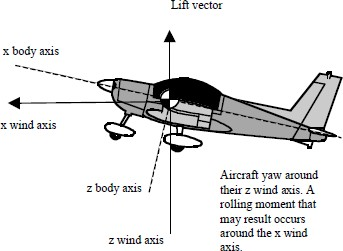 Lift vector
x body axis
x wind axis
z body axis
Aircraft yaw around
their z wind axis. A
rolling moment that
may result occurs
around the x wind
axis.
z wind axis